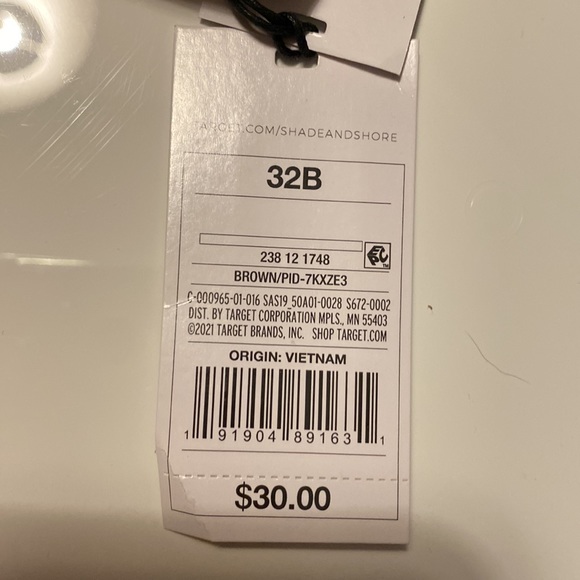 TARGET.COM/SHADEANDSHORE
32B
238 12 1748
BROWN/PID-7KXZE3
C-000965-01-016 SAS19_50A01-0028 S672-0002
DIST. BY TARGET CORPORATION MPLS., MN 55403
©2021 TARGET BRANDS, INC. SHOP TARGET.COM
ORIGIN: VIETNAM
1 91904 89163 1
$30.00